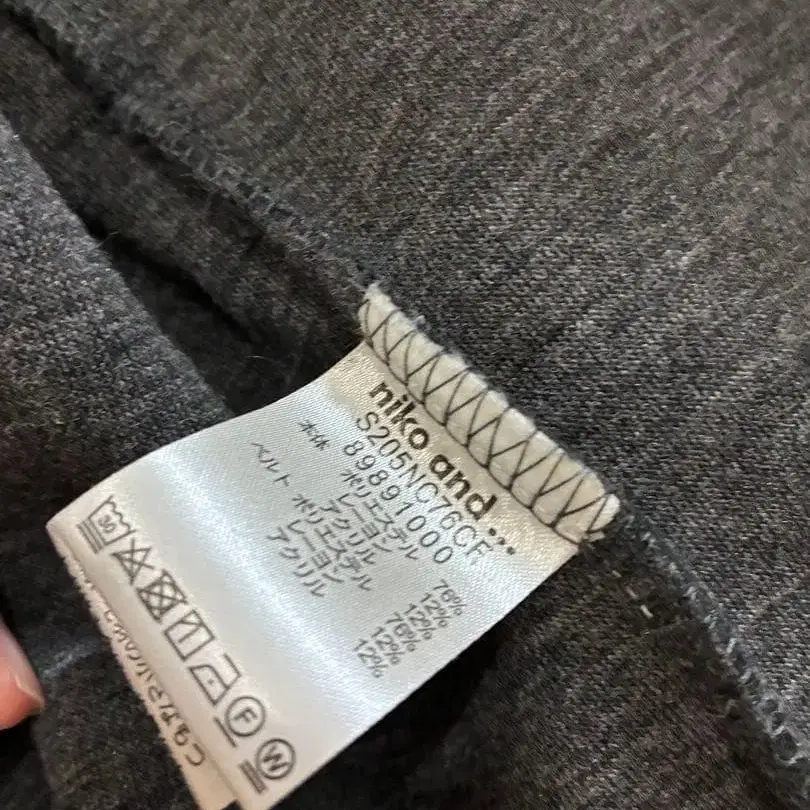 niko and ...
S205NC76CF
89891000
本体 ポリエステル 76%
レーヨン 12%
アクリル 12%
ベルト ポリエステル 76%
レーヨン 12%
アクリル 12%
30
F
W